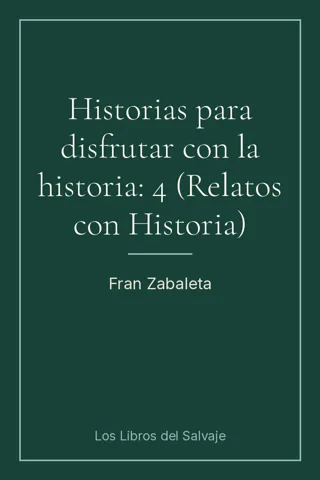 Historias para
disfrutar con la
historia: 4 (Relatos
con Historia)
Fran Zabaleta
Los Libros del Salvaje